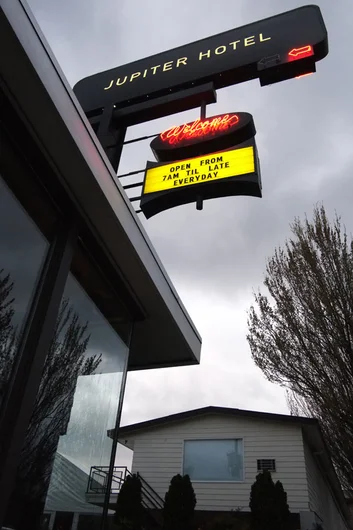 JUPITER HOTEL
Welcome
OPEN FROM
7AM TIL LATE
EVERYDAY